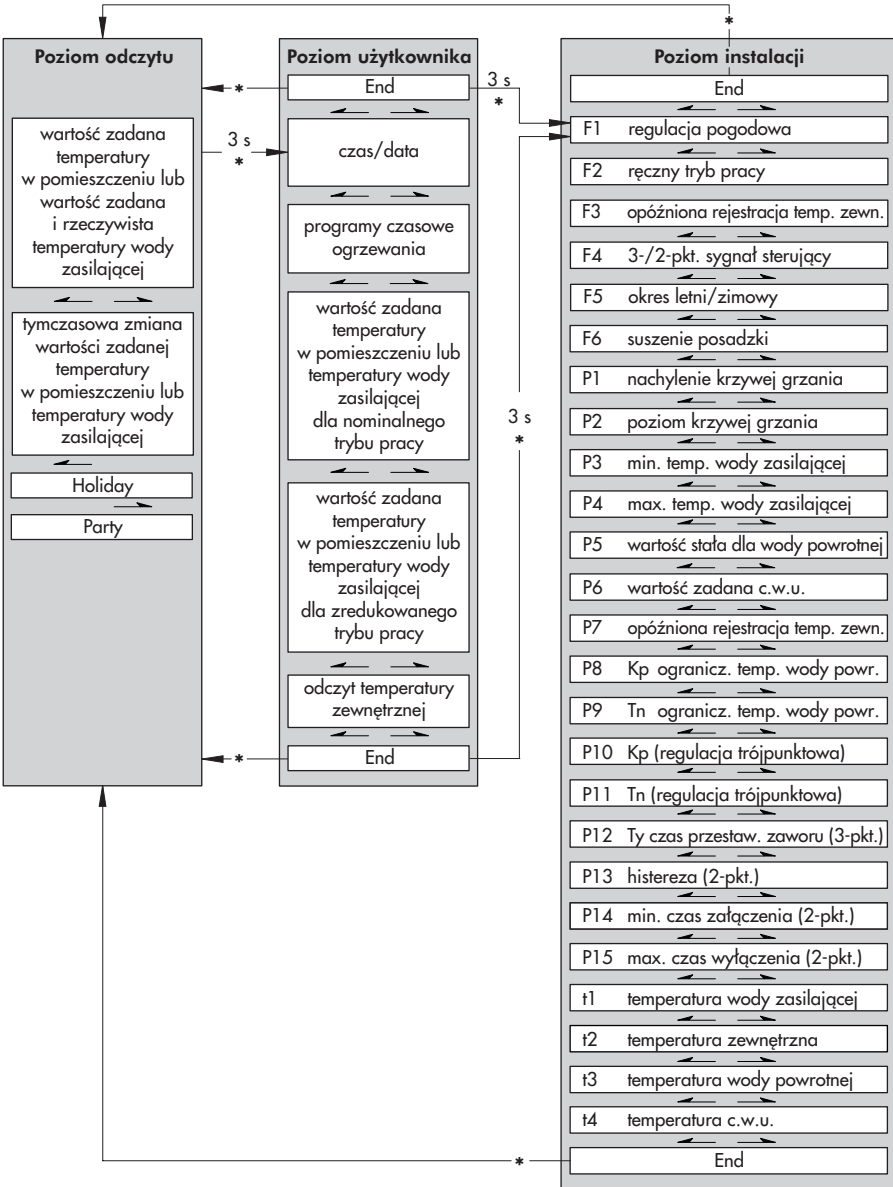 *
Poziom odczytu
wartość zadana
temperatury
w pomieszczeniu lub
wartość zadana
i rzeczywista
temperatury wody
zasilającej
tymczasowa zmiana
wartości zadanej
temperatury
w pomieszczeniu lub
temperatury wody
zasilającej
Holiday
Party
*
3 s
*
*
Poziom użytkownika
End
czas/data
programy czasowe
ogrzewania
wartość zadana
temperatury
w pomieszczeniu lub
temperatury wody
zasilającej
dla nominalnego
trybu pracy
wartość zadana
temperatury
w pomieszczeniu lub
temperatury wody
zasilającej
dla zredukowanego
trybu pracy
odczyt temperatury
zewnętrznej
End
3 s
*
3 s
*
Poziom instalacji
End
F1 regulacja pogodowa
F2 ręczny tryb pracy
F3 opóźniona rejestracja temp. zewn.
F4 3-/2-pkt. sygnał sterujący
F5 okres letni/zimowy
F6 suszenie posadzki
P1 nachylenie krzywej grzania
P2 poziom krzywej grzania
P3 min. temp. wody zasilającej
P4 max. temp. wody zasilającej
P5 wartość stała dla wody powrotnej
P6 wartość zadana c.w.u.
P7 opóźniona rejestracja temp. zewn.
P8 Kp ogranicz. temp. wody powr.
P9 Tn ogranicz. temp. wody powr.
P10 Kp (regulacja trójpunktowa)
P11 Tn (regulacja trójpunktowa)
P12 Ty czas przestaw. zaworu (3-pkt.)
P13 histereza (2-pkt.)
P14 min. czas załączenia (2-pkt.)
P15 max. czas wyłączenia (2-pkt.)
t1 temperatura wody zasilającej
t2 temperatura zewnętrzna
t3 temperatura wody powrotnej
t4 temperatura c.w.u.
End
*